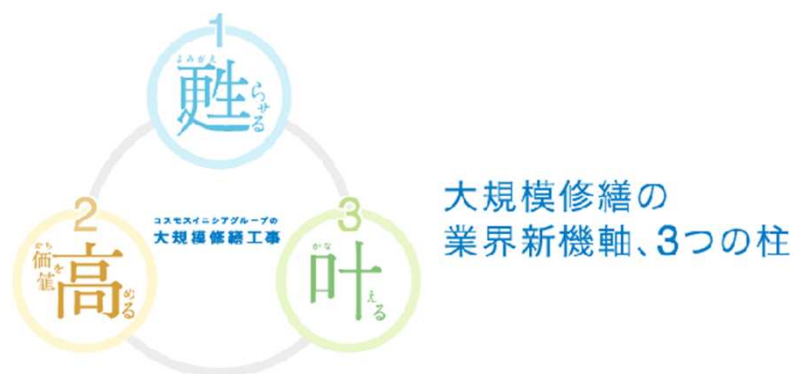 1
よみがえ
甦らせる
2
かち
価値を高める
コスモスイニシアグループの
大規模修繕工事
3
かな
叶える
大規模修繕の
業界新機軸、3つの柱